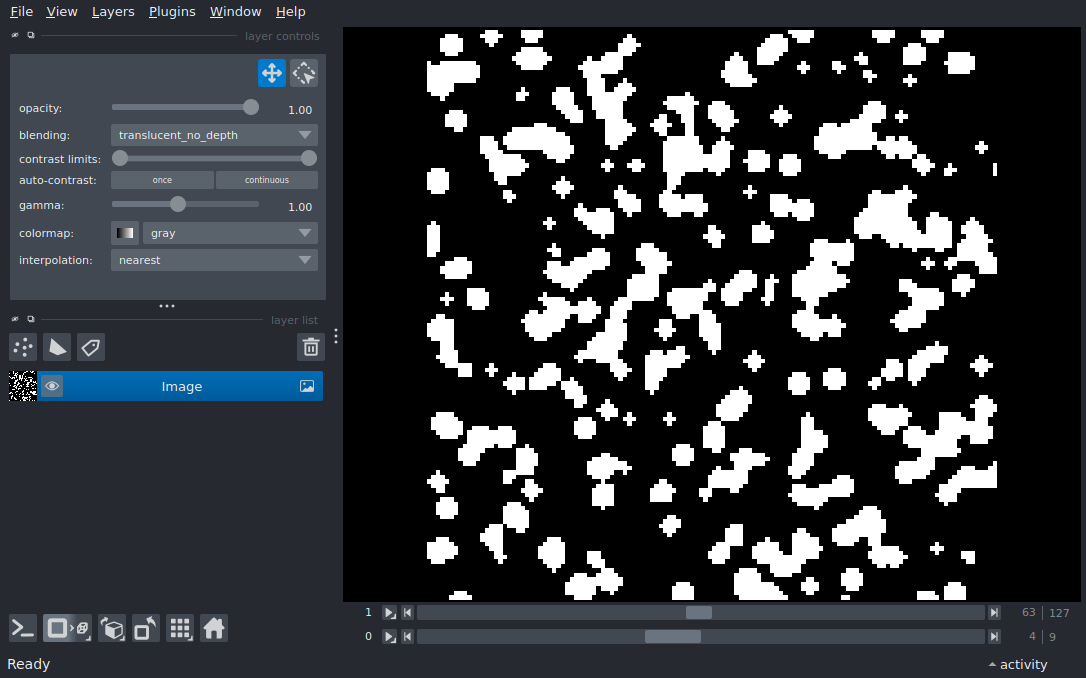 File View Layers Plugins Window Help
layer controls
opacity: 1.00
blending: translucent_no_depth
contrast limits:
auto-contrast: once continuous
gamma: 1.00
colormap: gray
interpolation: nearest
layer list
Image
1 63 127
0 4 9
Ready activity